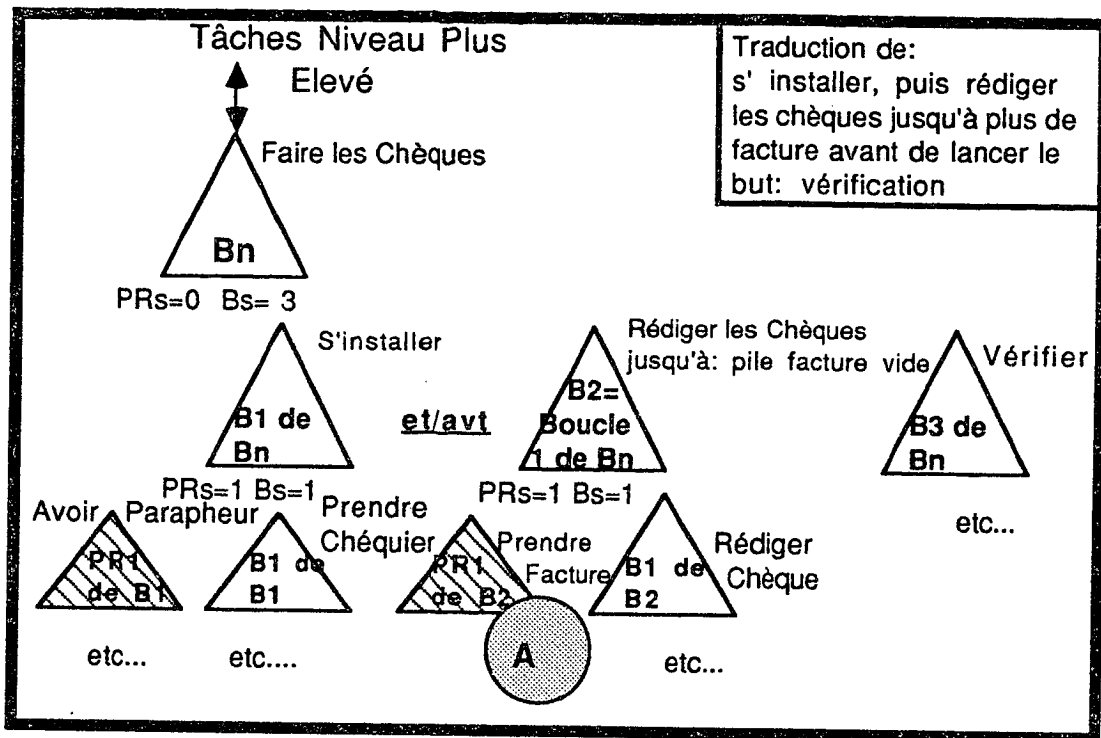 Tâches Niveau Plus
Elevé
Traduction de:
s' installer, puis rédiger
les chèques jusqu'à plus de
facture avant de lancer le
but: vérification
Faire les Chèques
Bn
PRs=0 Bs= 3
S'installer
B1 de
Bn
et/avt
Rédiger les Chèques
jusqu'à: pile facture vide
B2=
Boucle
1 de Bn
Vérifier
B3 de
Bn
PRs=1 Bs=1
PRs=1 Bs=1
etc...
Avoir Parapheur
PR1
de B1
etc...
Prendre
Chéquier
B1 de
B1
etc....
Prendre
Facture
PR1
de B2
A
Rédiger
Chèque
B1 de
B2
etc...